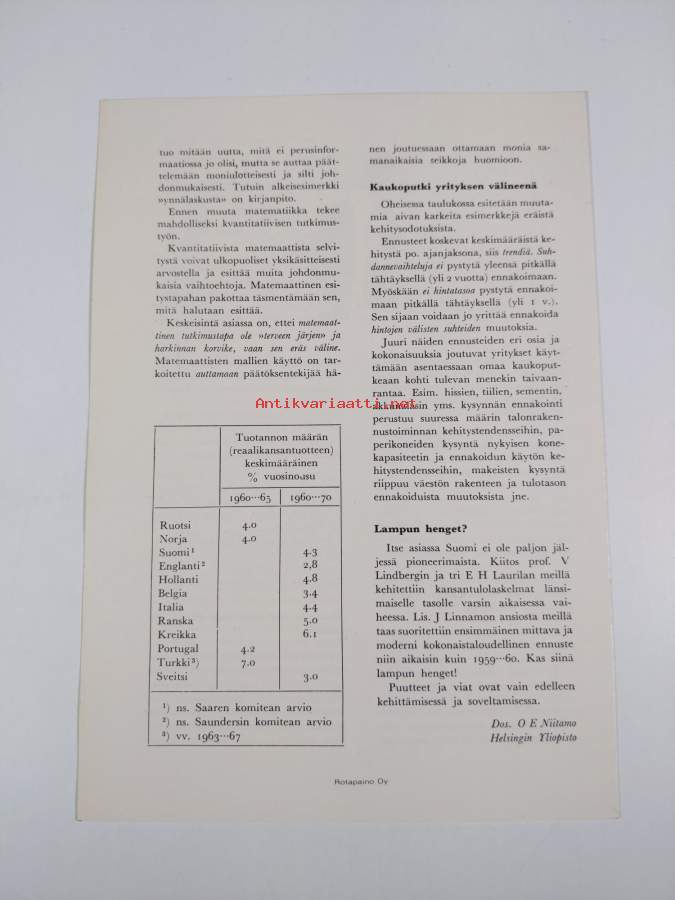 tuo mitään uutta, mitä ei perusinfor-
maatiossa jo olisi, mutta se auttaa päät-
telemään moniulotteisesti ja silti joh-
donmukaisesti. Tutuin alkeisesimerkki
»ynnälaskusta» on kirjanpito.
Ennen muuta matematiikka tekee
mahdolliseksi kvantitatiivisen tutkimus-
työn.
Kvantitatiivista matemaattista selvi-
tystä voivat ulkopuoliset yksikäsitteisesti
arvostella ja esittää muita johdonmu-
kaisia vaihtoehtoja. Matemaattinen esi-
tystapahan pakottaa täsmentämään sen,
mitä halutaan esittää.
Keskeisintä asiassa on, ettei matemaat-
tinen tutkimustapa ole »terveen järjen» ja
harkinnan korvike, vaan sen eräs väline.
Matemaattisten mallien käyttö on tar-
koitettu auttamaan päätöksentekijää hä-
Tuotannon määrän
(reaalikansantuotteen)
keskimääräinen
% vuosinousu
1960···65 1960···70
Ruotsi 4.0
Norja 4.0
Suomi¹ 4.3
Englanti² 2,8
Hollanti 4.8
Belgia 3.4
Italia 4.4
Ranska 5.0
Kreikka 6.1
Portugal 4.2
Turkki³) 7.0
Sveitsi 3.0
¹) ns. Saaren komitean arvio
²) ns. Saundersin komitean arvio
³) vv. 1963···67
nen joutuessaan ottamaan monia sa-
manaikaisia seikkoja huomioon.
Kaukoputki yrityksen välineenä
Oheisessa taulukossa esitetään muuta-
mia aivan karkeita esimerkkejä eräistä
kehitysodotuksista.
Ennusteet koskevat keskimääräistä ke-
hitystä po. ajanjaksona, siis trendiä. Suh-
dannevaihteluja ei pystytä yleensä pitkällä
tähtäyksellä (yli 2 vuotta) ennakoimaan.
Myöskään ei hintatasoa pystytä ennakoi-
maan pitkällä tähtäyksellä (yli 1 v.).
Sen sijaan voidaan jo yrittää ennakoida
hintojen välisten suhteiden muutoksia.
Juuri näiden ennusteiden eri osia ja
kokonaisuuksia joutuvat yritykset käyt-
tämään asentaessaan omaa kaukoput-
keaan kohti tulevan menekin taivaan-
rantaa. Esim. hissien, tiilien, sementin,
ikkunalasin yms. kysynnän ennakointi
perustuu suuressa määrin talonraken-
nustoiminnan kehitystendensseihin, pa-
perikoneiden kysyntä nykyisen kone-
kapasiteetin ja ennakoidun käytön ke-
hitystendensseihin, makeisten kysyntä
riippuu väestön rakenteen ja tulotason
ennakoiduista muutoksista jne.
Lampun henget?
Itse asiassa Suomi ei ole paljon jäl-
jessä pioneerimaista. Kiitos prof. V
Lindbergin ja tri E H Laurilan meillä
kehitettiin kansantulolaskelmat länsi-
maiselle tasolle varsin aikaisessa vai-
heessa. Lis. J Linnamon ansiosta meillä
taas suoritettiin ensimmäinen mittava ja
moderni kokonaistaloudellinen ennuste
niin aikaisin kuin 1959···60. Kas siinä
lampun henget!
Puutteet ja viat ovat vain edelleen
kehittämisessä ja soveltamisessa.
Dos. O E Niitamo
Helsingin Yliopisto
Rotapaino Oy
Antikvariaatti.net